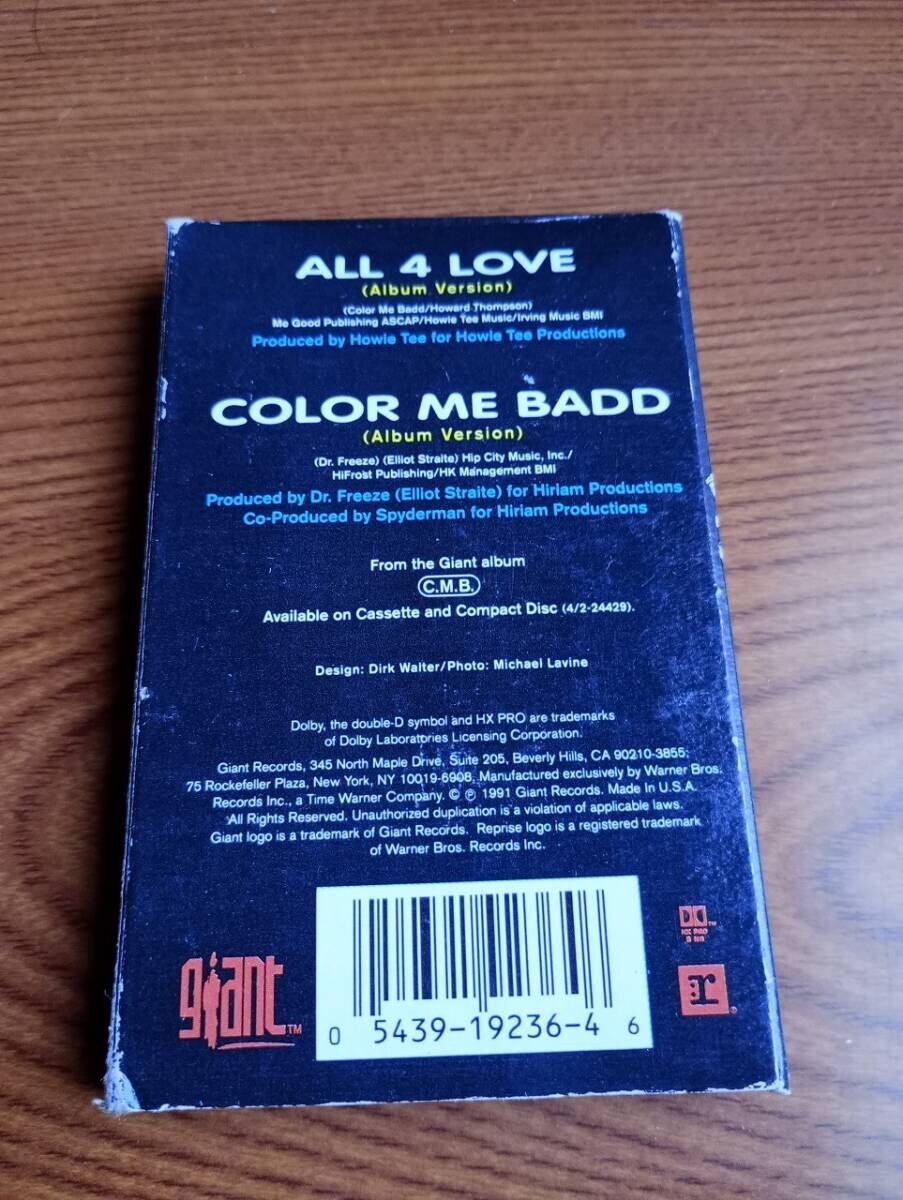 ALL 4 LOVE
(Album Version)
(Color Me Badd/Howard Thompson)
Me Good Publishing ASCAP/Howie Tee Music/Irving Music BMI
Produced by Howie Tee for Howie Tee Productions
COLOR ME BADD
(Album Version)
(Dr. Freeze) (Elliot Straite) Hip City Music, Inc./
HiFrost Publishing/HK Management BMI
Produced by Dr. Freeze (Elliot Straite) for Hiriam Productions
Co-Produced by Spyderman for Hiriam Productions
From the Giant album
C.M.B.
Available on Cassette and Compact Disc (4/2-24429).
Design: Dirk Walter/Photo: Michael Lavine
Dolby, the double-D symbol and HX PRO are trademarks
of Dolby Laboratories Licensing Corporation.
Giant Records, 345 North Maple Drive, Suite 205, Beverly Hills, CA 90210-3855;
75 Rockefeller Plaza, New York, NY 10019-6908. Manufactured exclusively by Warner Bros.
Records Inc., a Time Warner Company. © ℗ 1991 Giant Records. Made In U.S.A.
All Rights Reserved. Unauthorized duplication is a violation of applicable laws.
Giant logo is a trademark of Giant Records. Reprise logo is a registered trademark
of Warner Bros. Records Inc.
giant™
0 5439-19236-4 6
HX PRO
B NR
r®